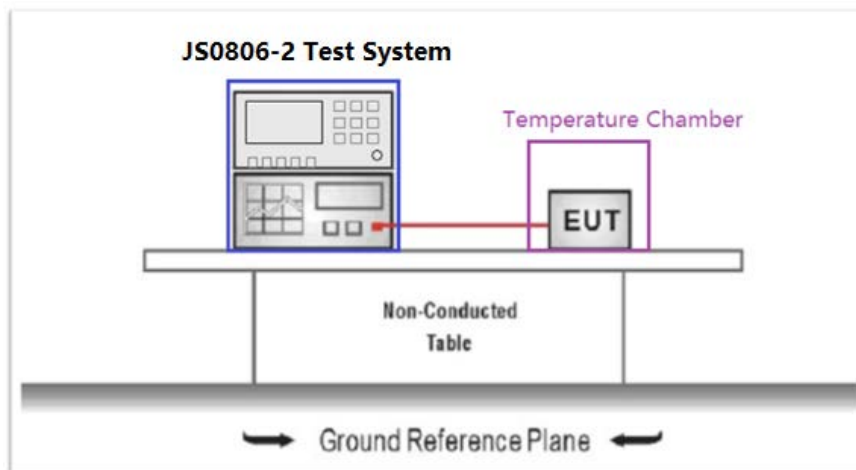 JS0806-2 Test System
Temperature Chamber
EUT
Non-Conducted
Table
Ground Reference Plane